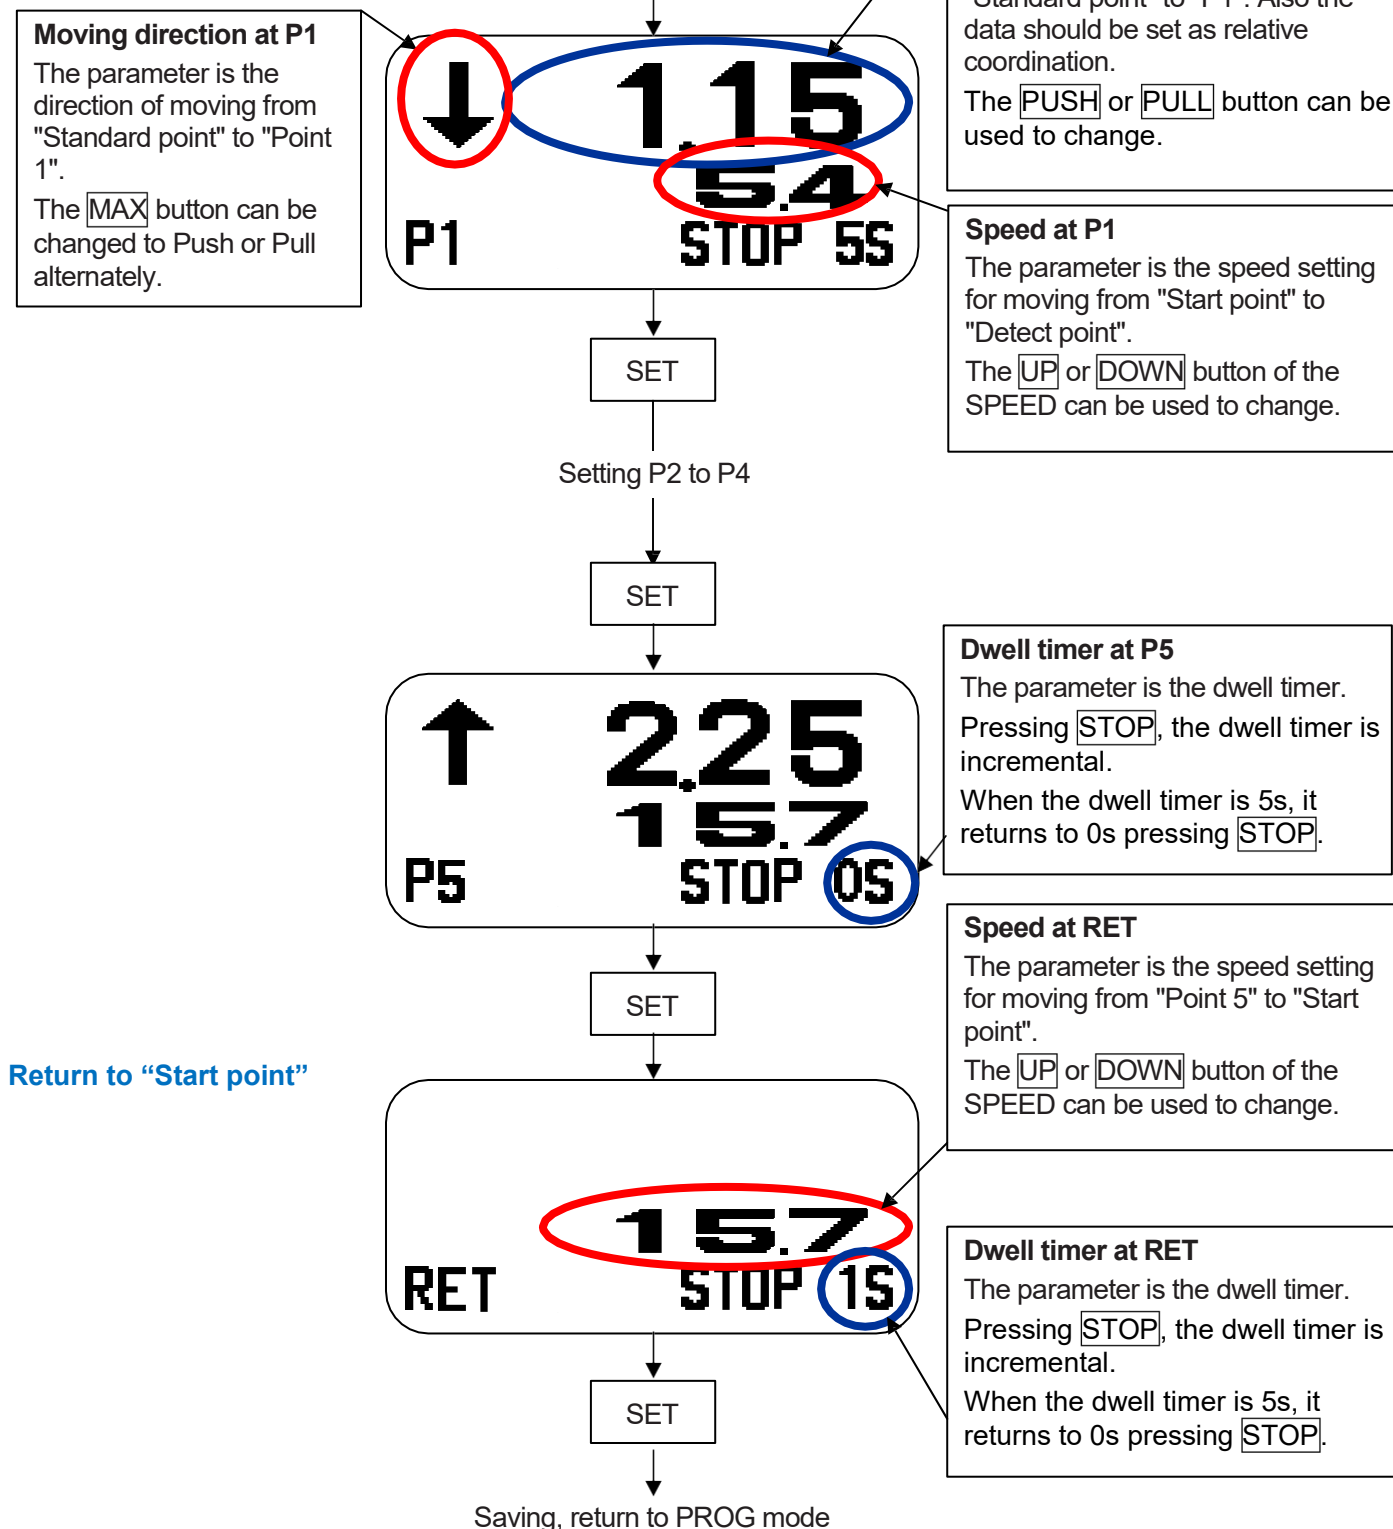 Moving direction at P1
The parameter is the
direction of moving from
"Standard point" to "Point
1".
The MAX button can be
changed to Push or Pull
alternately.
"Standard point" to "P1". Also the
data should be set as relative
coordination.
The PUSH or PULL button can be
used to change.
1.15
5.4
P1 STOP 5S
Speed at P1
The parameter is the speed setting
for moving from "Start point" to
"Detect point".
The UP or DOWN button of the
SPEED can be used to change.
SET
Setting P2 to P4
SET
2.25
15.7
P5 STOP 0S
Dwell timer at P5
The parameter is the dwell timer.
Pressing STOP, the dwell timer is
incremental.
When the dwell timer is 5s, it
returns to 0s pressing STOP.
SET
Speed at RET
The parameter is the speed setting
for moving from "Point 5" to "Start
point".
The UP or DOWN button of the
SPEED can be used to change.
Return to “Start point”
15.7
RET STOP 1S
Dwell timer at RET
The parameter is the dwell timer.
Pressing STOP, the dwell timer is
incremental.
When the dwell timer is 5s, it
returns to 0s pressing STOP.
SET
Saving, return to PROG mode